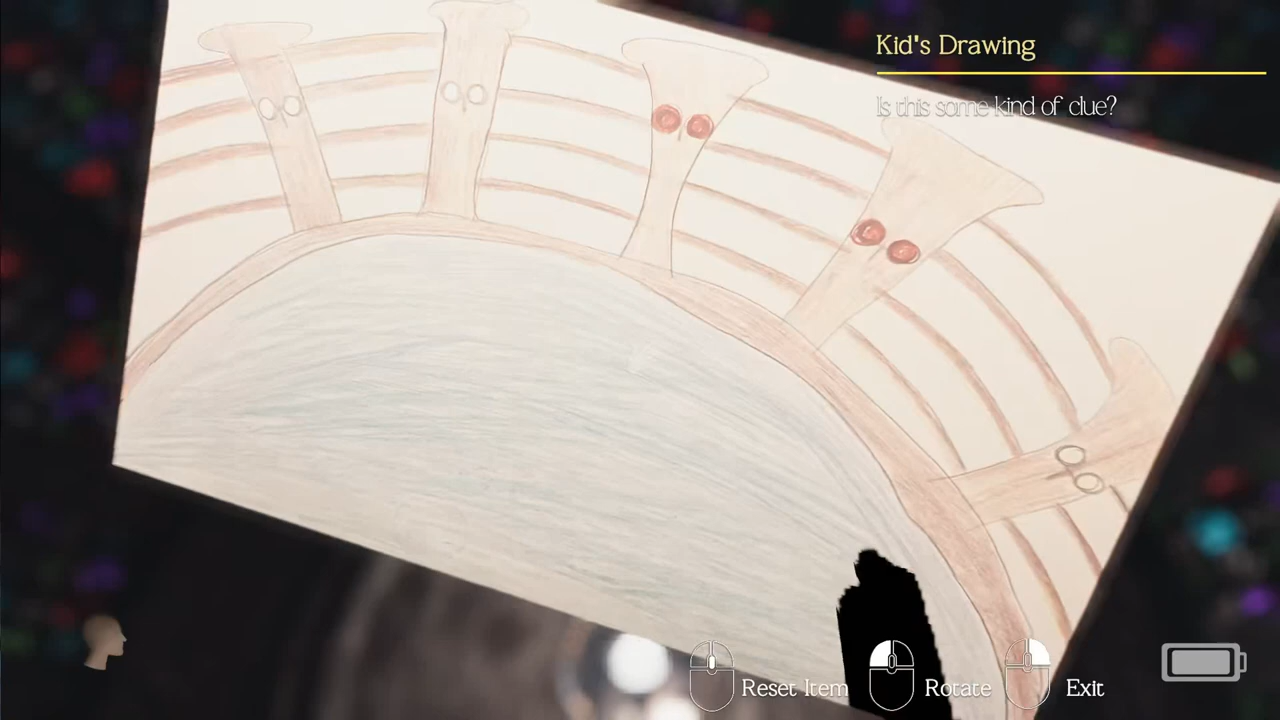 Kid's Drawing
Is this some kind of clue?
Reset Item
Rotate
Exit